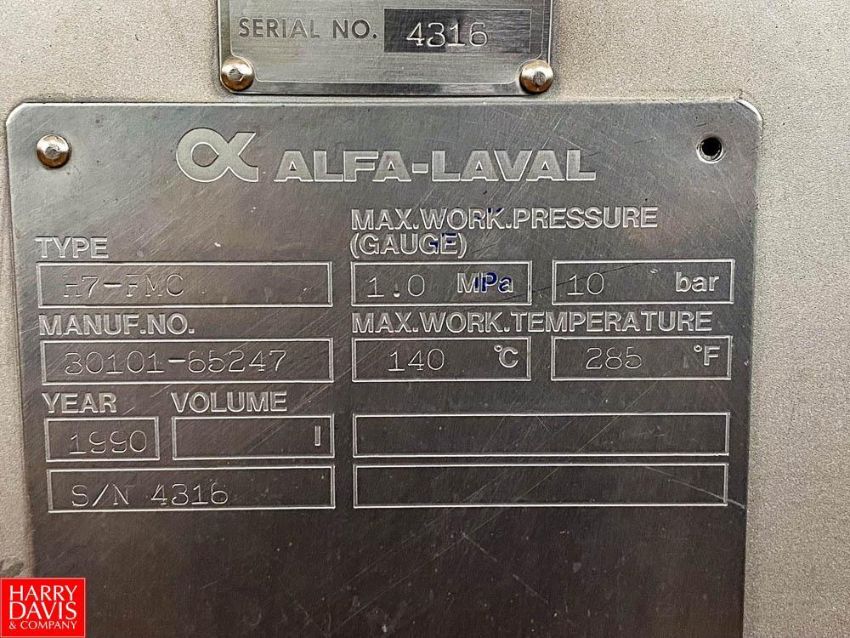 SERIAL NO. 4316
ALFA-LAVAL
TYPE
H7-FMC
MANUF.NO.
30101-65247
YEAR VOLUME
1990 l
S/N 4316
MAX.WORK.PRESSURE
(GAUGE)
1.0 MPa 10 bar
MAX.WORK.TEMPERATURE
140 °C 285 °F
HARRY
DAVIS
& COMPANY